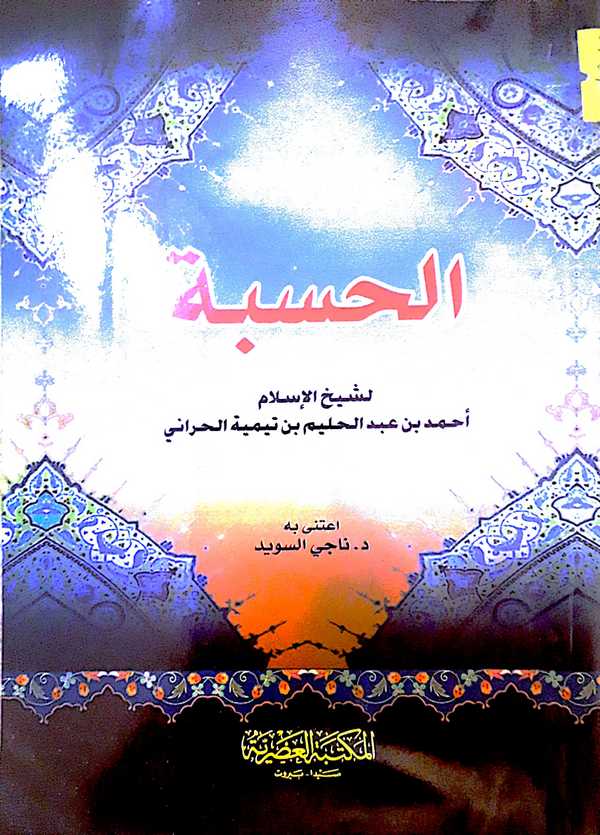 الحسبة
لشيخ الإسلام
أحمد بن عبد الحليم بن تيمية الحراني
اعتنى به
د. ناجي السويد
المكتبة العصرية
صيدا - بيروت